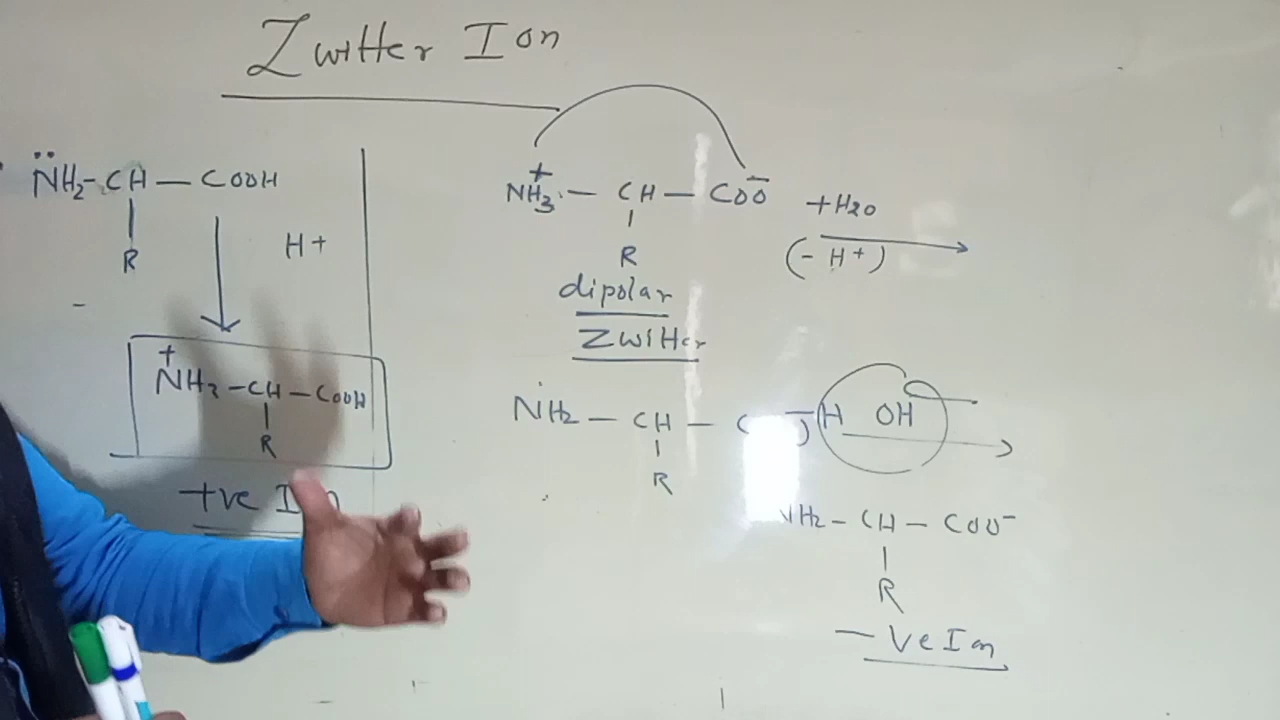 Zwitter Ion
NH2 - CH — COOH
R
H+
+
NH3 - CH - COOH
R
+ve Ion
+
NH3 — CH — COO-
R
dipolar
Zwitter
+H2O
(- H+)
NH2 — CH —
R
H OH
NH2 - CH - COO-
R
- Ve Ion